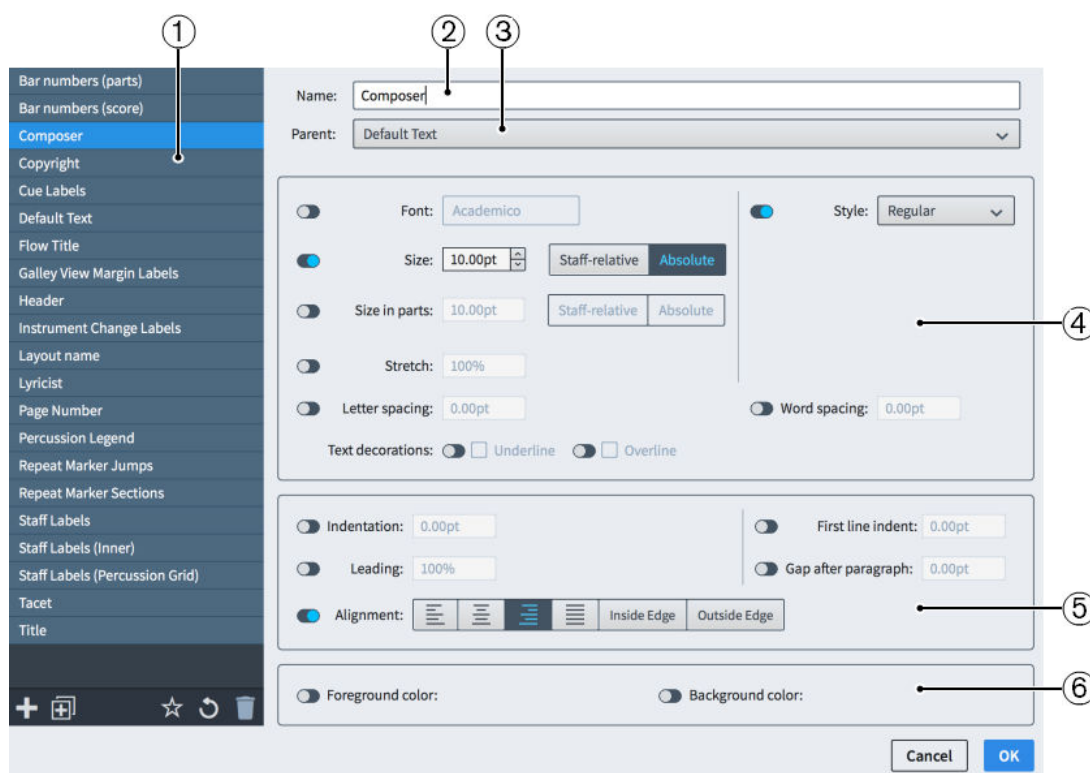 1 2 3
Bar numbers (parts)
Bar numbers (score)
Composer
Copyright
Cue Labels
Default Text
Flow Title
Galley View Margin Labels
Header
Instrument Change Labels
Layout name
Lyricist
Page Number
Percussion Legend
Repeat Marker Jumps
Repeat Marker Sections
Staff Labels
Staff Labels (Inner)
Staff Labels (Percussion Grid)
Tacet
Title
Name: Composer
Parent: Default Text
Font: Academico Style: Regular
Size: 10.00pt Staff-relative Absolute
Size in parts: 10.00pt Staff-relative Absolute
4
Stretch: 100%
Letter spacing: 0.00pt Word spacing: 0.00pt
Text decorations: Underline Overline
Indentation: 0.00pt First line indent: 0.00pt
Leading: 100% Gap after paragraph: 0.00pt
Alignment: Inside Edge Outside Edge
5
Foreground color: Background color:
6
Cancel OK